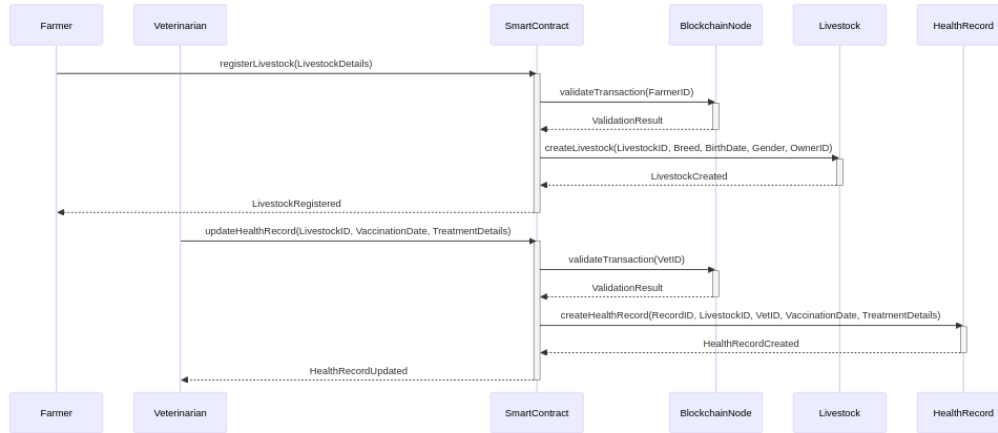 Farmer
Veterinarian
SmartContract
BlockchainNode
Livestock
HealthRecord
registerLivestock(LivestockDetails)
validateTransaction(FarmerID)
ValidationResult
createLivestock(LivestockID, Breed, BirthDate, Gender, OwnerID)
LivestockCreated
LivestockRegistered
updateHealthRecord(LivestockID, VaccinationDate, TreatmentDetails)
validateTransaction(VetID)
ValidationResult
createHealthRecord(RecordID, LivestockID, VetID, VaccinationDate, TreatmentDetails)
HealthRecordCreated
HealthRecordUpdated
Farmer
Veterinarian
SmartContract
BlockchainNode
Livestock
HealthRecord